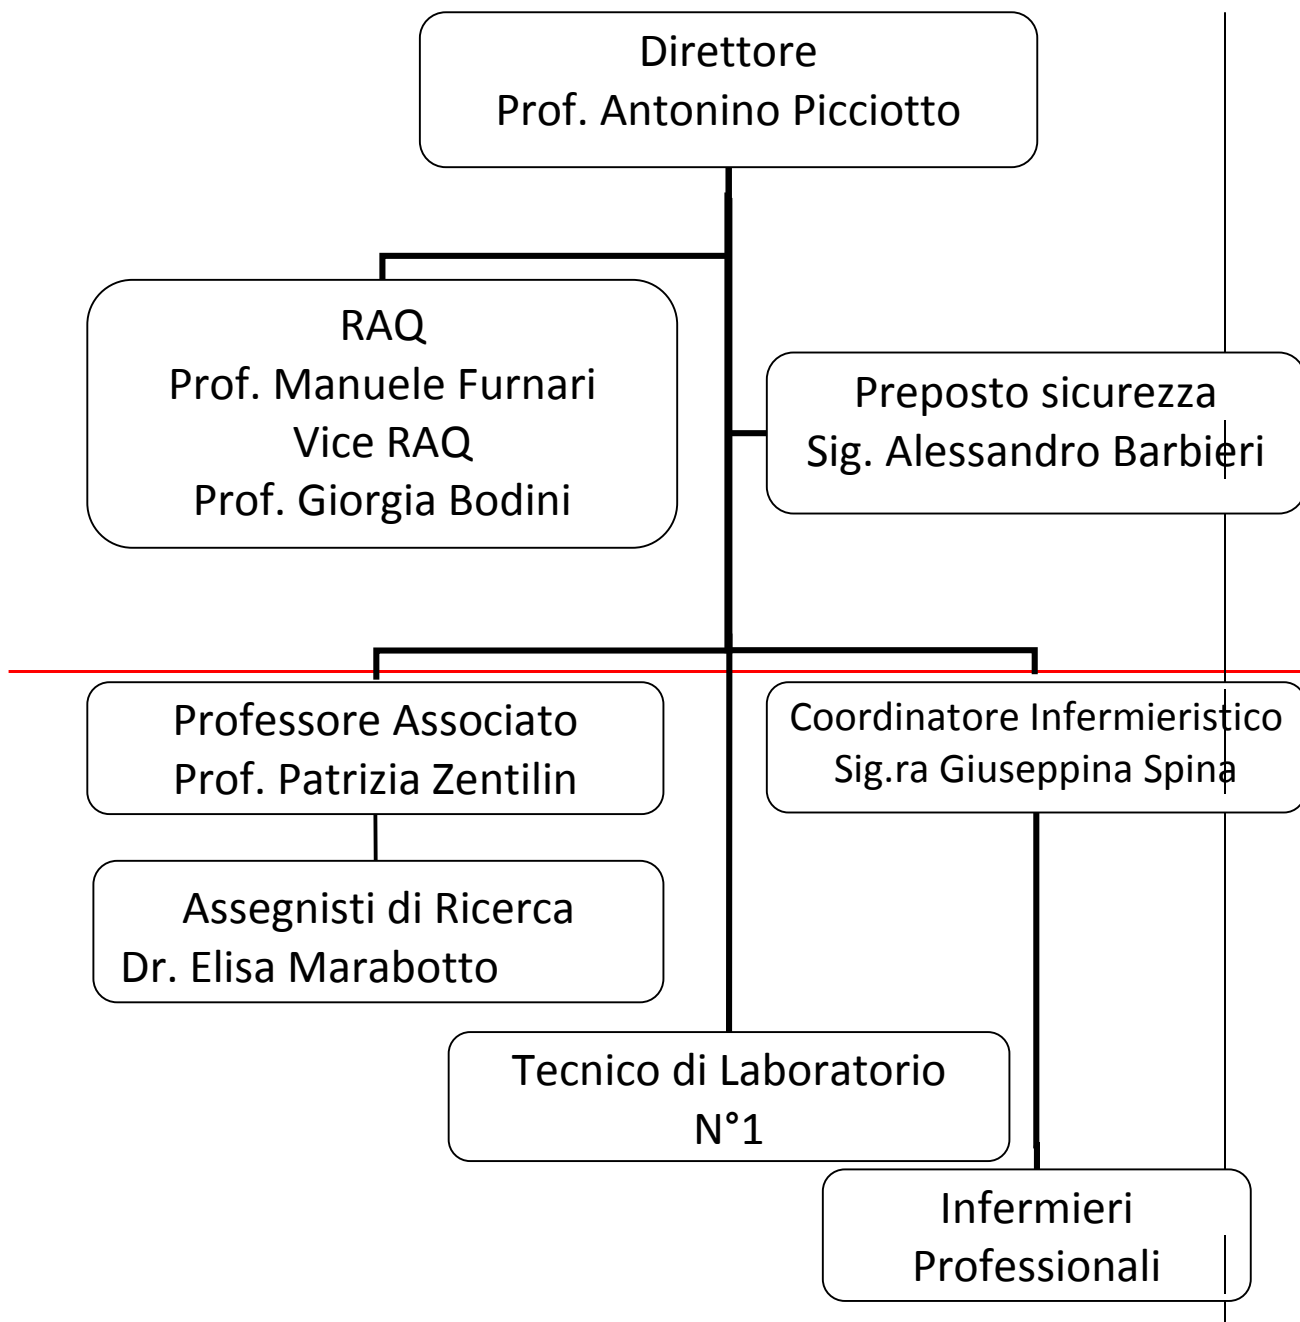 Direttore
Prof. Antonino Picciotto
RAQ
Prof. Manuele Furnari
Vice RAQ
Prof. Giorgia Bodini
Preposto sicurezza
Sig. Alessandro Barbieri
Professore Associato
Prof. Patrizia Zentilin
Coordinatore Infermieristico
Sig.ra Giuseppina Spina
Assegnisti di Ricerca
Dr. Elisa Marabotto
Tecnico di Laboratorio
N°1
Infermieri
Professionali